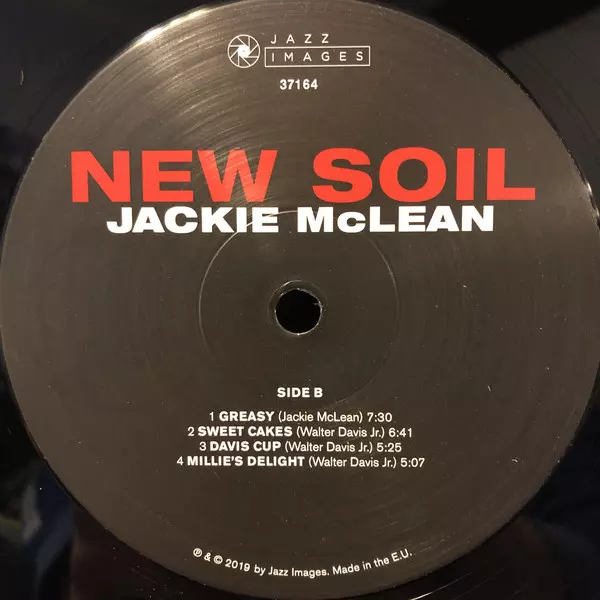 JAZZ
IMAGES
37164
NEW SOIL
JACKIE McLEAN
SIDE B
1 GREASY (Jackie McLean) 7:30
2 SWEET CAKES (Walter Davis Jr.) 6:41
3 DAVIS CUP (Walter Davis Jr.) 5:25
4 MILLIE'S DELIGHT (Walter Davis Jr.) 5:07
℗ & © 2019 by Jazz Images. Made in the E.U.